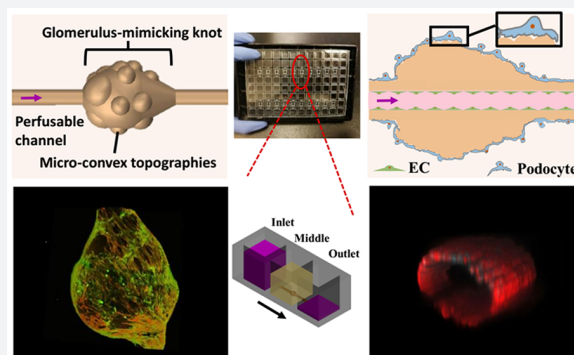 Glomerulus-mimicking knot
Perfusable
channel
Micro-convex topographies
EC
Podocyte
Inlet
Middle
Outlet